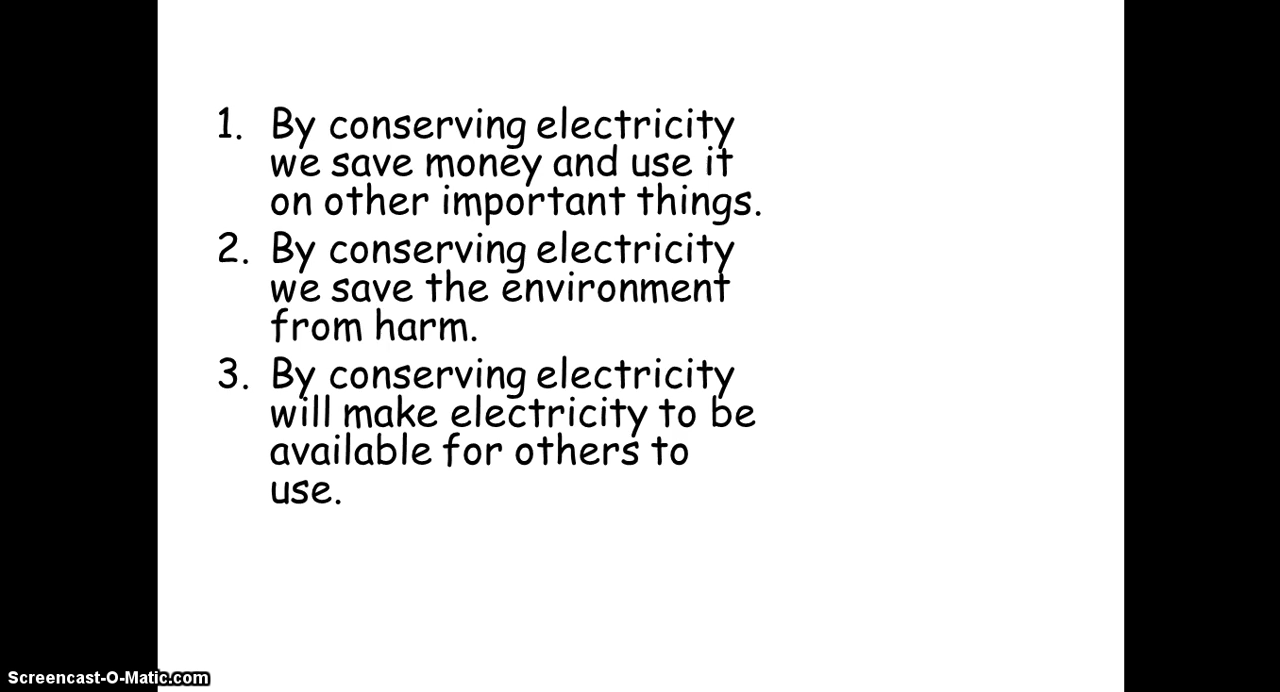 1. By conserving electricity
we save money and use it
on other important things.
2. By conserving electricity
we save the environment
from harm.
3. By conserving electricity
will make electricity to be
available for others to
use.
Screencast-O-Matic.com